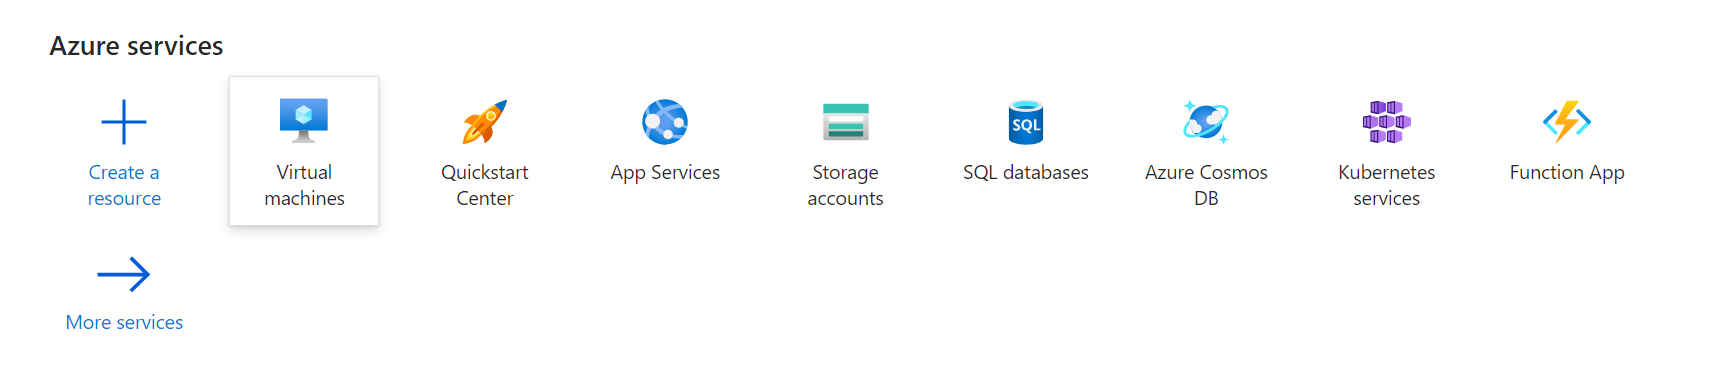 Azure services
Create a
resource
Virtual
machines
Quickstart
Center
App Services
Storage
accounts
SQL
SQL databases
Azure Cosmos
DB
Kubernetes
services
Function App
More services